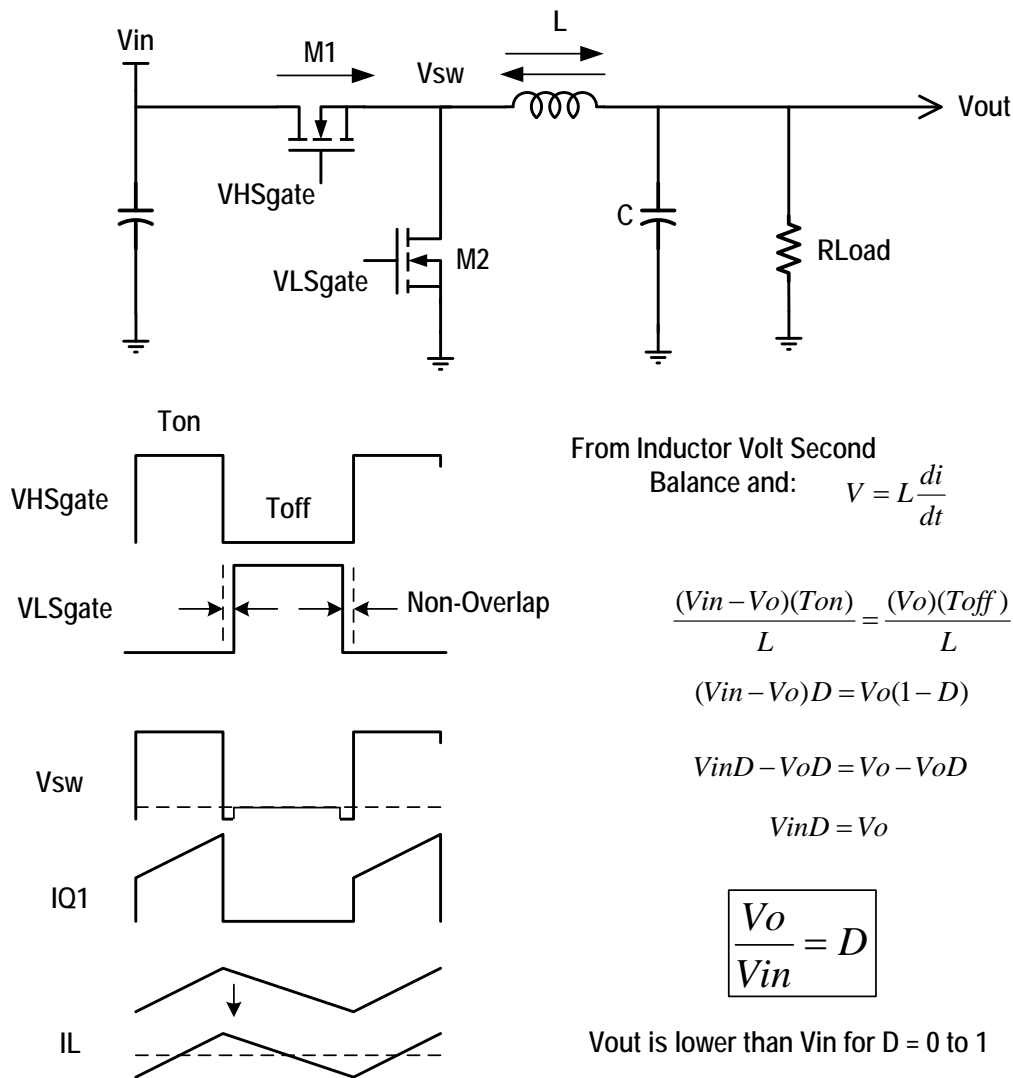 Vin
M1
Vsw
L
Vout
VHSgate
C
RLoad
VLSgate
M2
Ton
VHSgate
Toff
VLSgate
Non-Overlap
Vsw
IQ1
IL
From Inductor Volt Second
Balance and:
V = L di/dt
(Vin – Vo)(Ton)/L = (Vo)(Toff)/L
(Vin – Vo)D = Vo(1 – D)
VinD – VoD = Vo – VoD
VinD = Vo
Vo/Vin = D
Vout is lower than Vin for D = 0 to 1